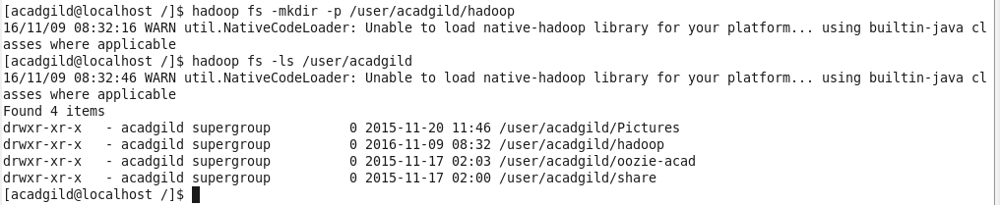 [acadgild@localhost /]$ hadoop fs -mkdir -p /user/acadgild/hadoop
16/11/09 08:32:16 WARN util.NativeCodeLoader: Unable to load native-hadoop library for your platform... using builtin-java cl
asses where applicable
[acadgild@localhost /]$ hadoop fs -ls /user/acadgild
16/11/09 08:32:46 WARN util.NativeCodeLoader: Unable to load native-hadoop library for your platform... using builtin-java cl
asses where applicable
Found 4 items
drwxr-xr-x   - acadgild supergroup          0 2015-11-20 11:46 /user/acadgild/Pictures
drwxr-xr-x   - acadgild supergroup          0 2016-11-09 08:32 /user/acadgild/hadoop
drwxr-xr-x   - acadgild supergroup          0 2015-11-17 02:03 /user/acadgild/oozie-acad
drwxr-xr-x   - acadgild supergroup          0 2015-11-17 02:00 /user/acadgild/share
[acadgild@localhost /]$